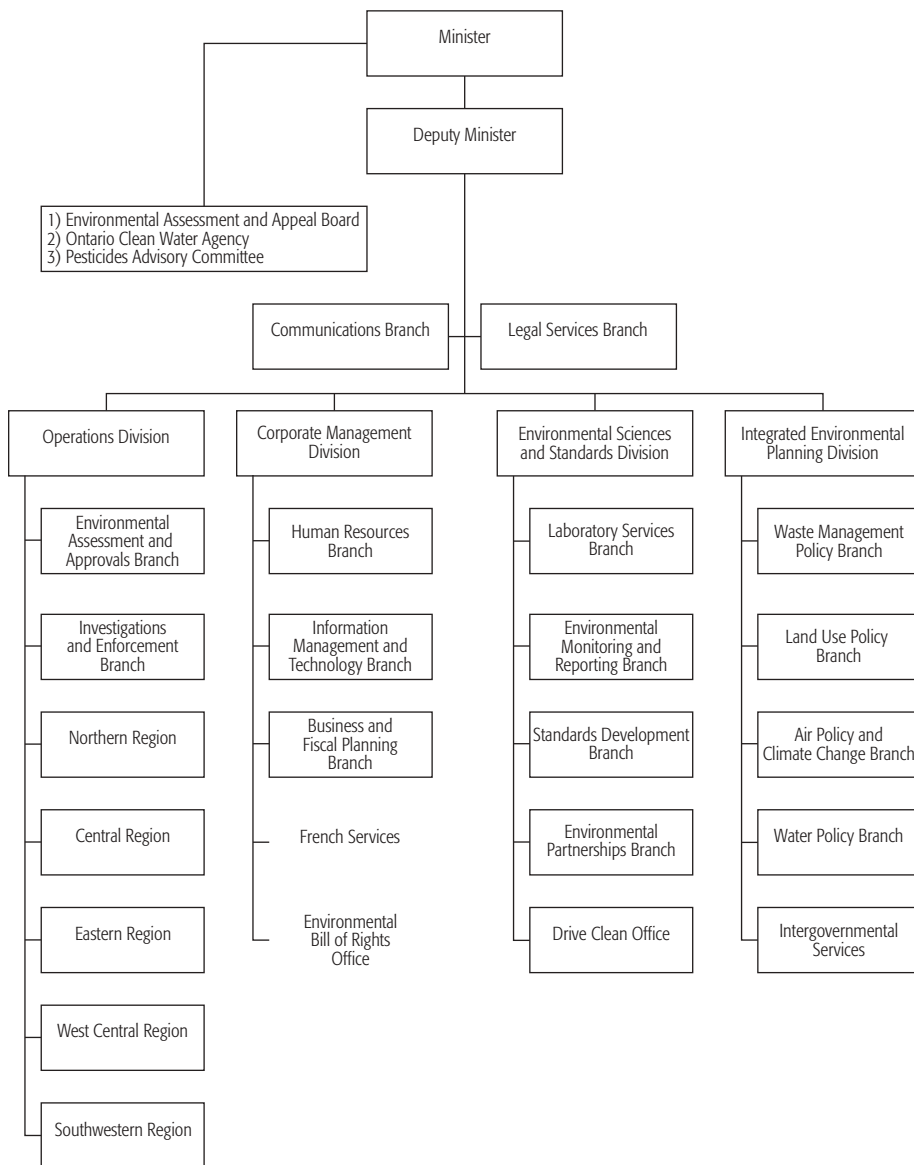 Minister
Deputy Minister
1) Environmental Assessment and Appeal Board
2) Ontario Clean Water Agency
3) Pesticides Advisory Committee
Communications Branch
Legal Services Branch
Operations Division
Corporate Management
Division
Environmental Sciences
and Standards Division
Integrated Environmental
Planning Division
Environmental
Assessment and
Approvals Branch
Human Resources
Branch
Laboratory Services
Branch
Waste Management
Policy Branch
Investigations
and Enforcement
Branch
Information
Management and
Technology Branch
Environmental
Monitoring and
Reporting Branch
Land Use Policy
Branch
Northern Region
Business and
Fiscal Planning
Branch
Standards Development
Branch
Air Policy and
Climate Change Branch
Central Region
French Services
Environmental
Partnerships Branch
Water Policy Branch
Eastern Region
Environmental
Bill of Rights
Office
Drive Clean Office
Intergovernmental
Services
West Central Region
Southwestern Region